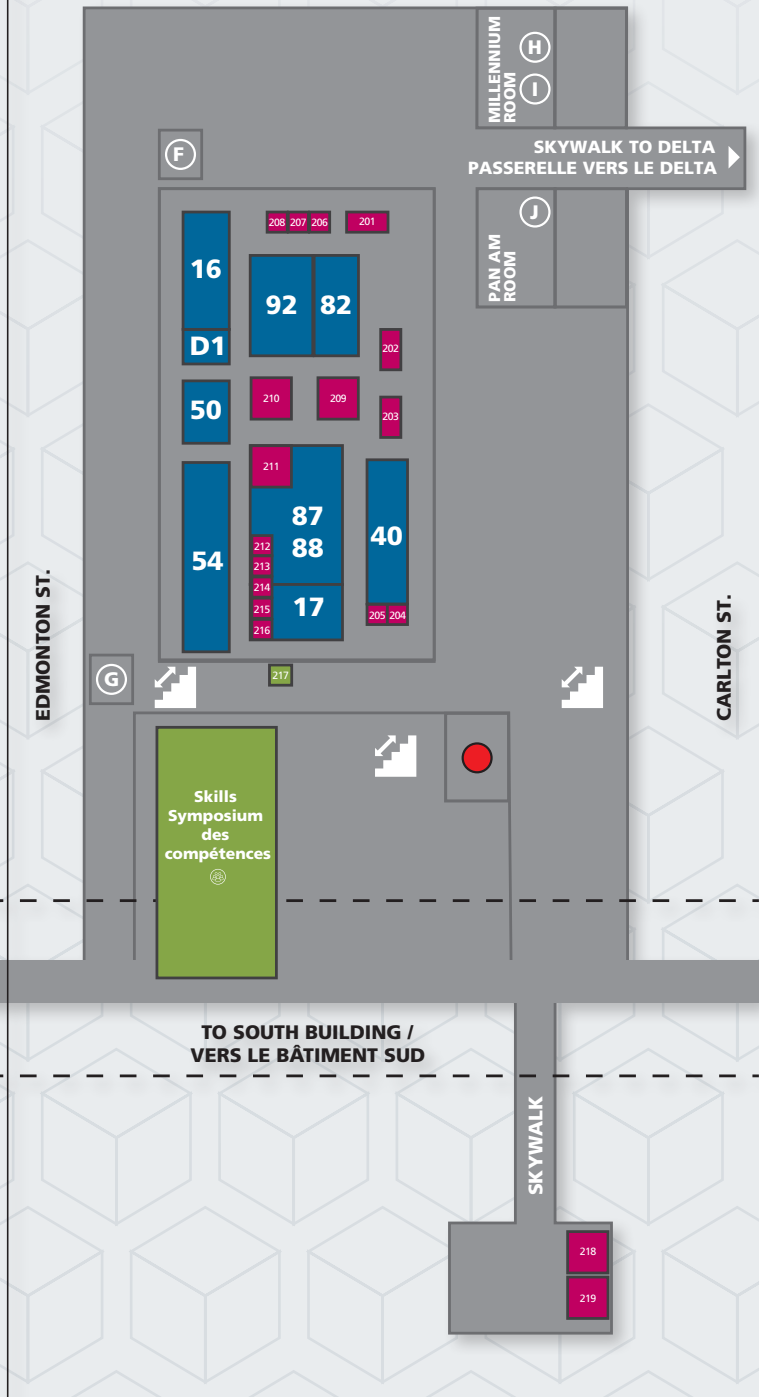 MILLENNIUM
ROOM
H
I
F
SKYWALK TO DELTA
PASSERELLE VERS LE DELTA
J
PAN AM
ROOM
208 207 206 201
16
92 82
D1
202
50
210 209
203
211
87
88
40
54
212
213
214
215
216
17
205 204
EDMONTON ST.
CARLTON ST.
G
217
Skills
Symposium
des
compétences
TO SOUTH BUILDING /
VERS LE BÂTIMENT SUD
SKYWALK
218
219